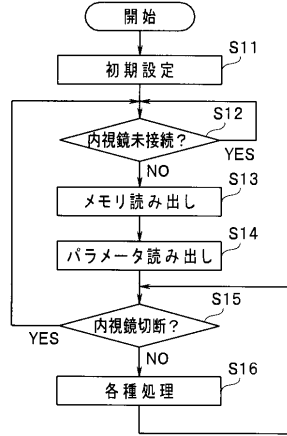 開始
S11
初期設定
S12
内視鏡未接続？
YES
NO
S13
メモリ読み出し
S14
パラメータ読み出し
S15
内視鏡切断？
YES
NO
S16
各種処理